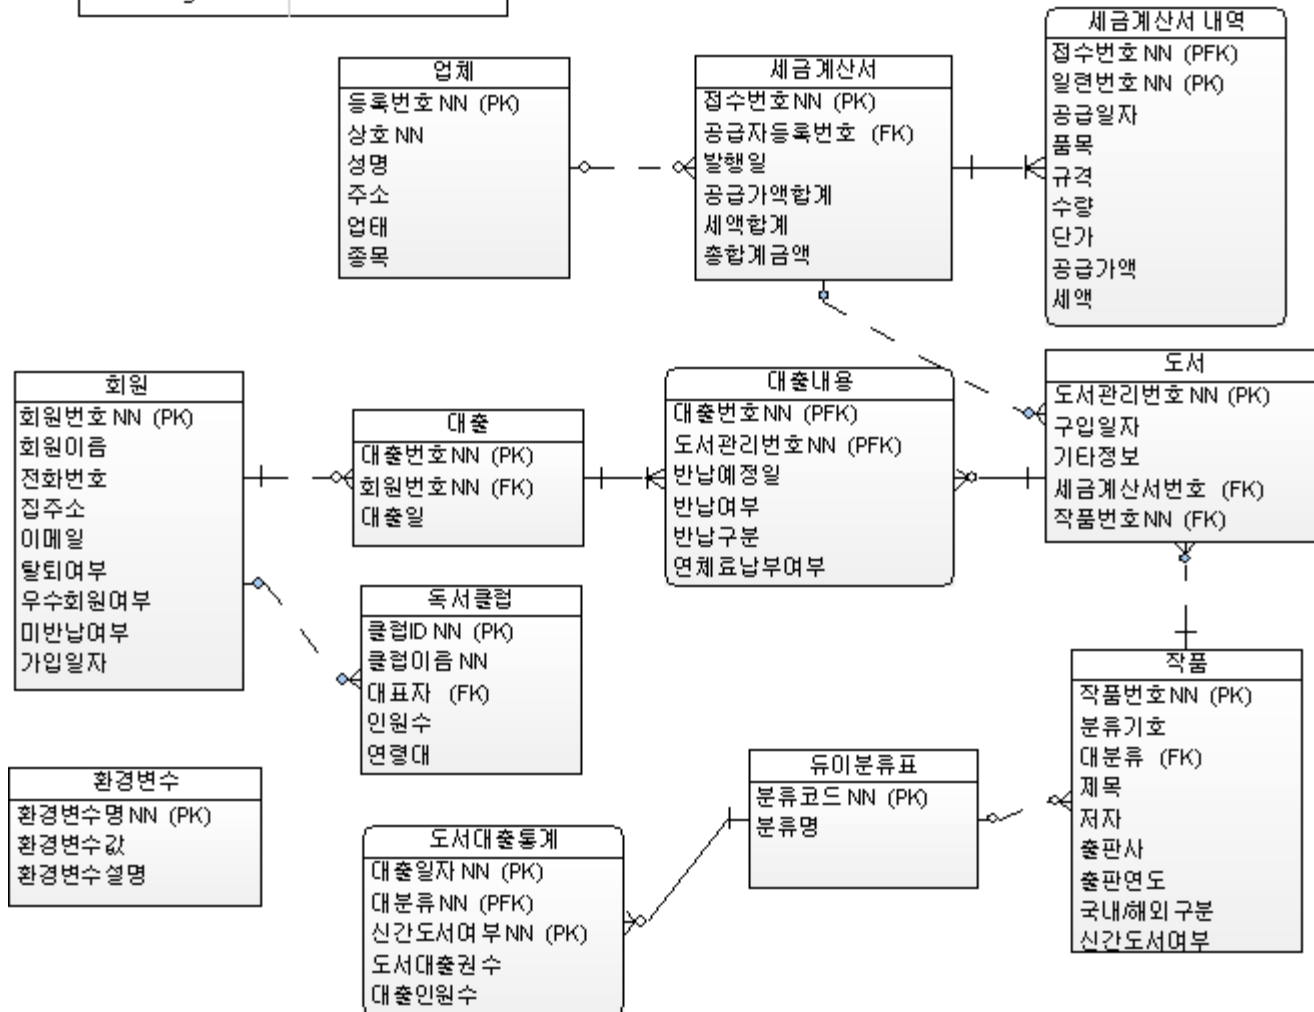 업체
등록번호 NN (PK)
상호 NN
성명
주소
업태
종목
세금계산서
접수번호 NN (PK)
공급자등록번호 (FK)
발행일
공급가액합계
세액합계
총합계금액
세금계산서 내역
접수번호 NN (PFK)
일련번호 NN (PK)
공급일자
품목
규격
수량
단가
공급가액
세액
회원
회원번호 NN (PK)
회원이름
전화번호
집주소
이메일
탈퇴여부
우수회원여부
미반납여부
가입일자
대출
대출번호 NN (PK)
회원번호 NN (FK)
대출일
대출내용
대출번호 NN (PFK)
도서관리번호 NN (PFK)
반납예정일
반납여부
반납구분
연체료납부여부
도서
도서관리번호 NN (PK)
구입일자
기타정보
세금계산서번호 (FK)
작품번호 NN (FK)
독서클럽
클럽ID NN (PK)
클럽이름 NN
대표자 (FK)
인원수
연령대
작품
작품번호 NN (PK)
분류기호
대분류 (FK)
제목
저자
출판사
출판연도
국내/해외 구분
신간도서여부
환경변수
환경변수명 NN (PK)
환경변수값
환경변수설명
듀이분류표
분류코드 NN (PK)
분류명
도서대출통계
대출일자 NN (PK)
대분류 NN (PFK)
신간도서여부 NN (PK)
도서대출권수
대출인원수